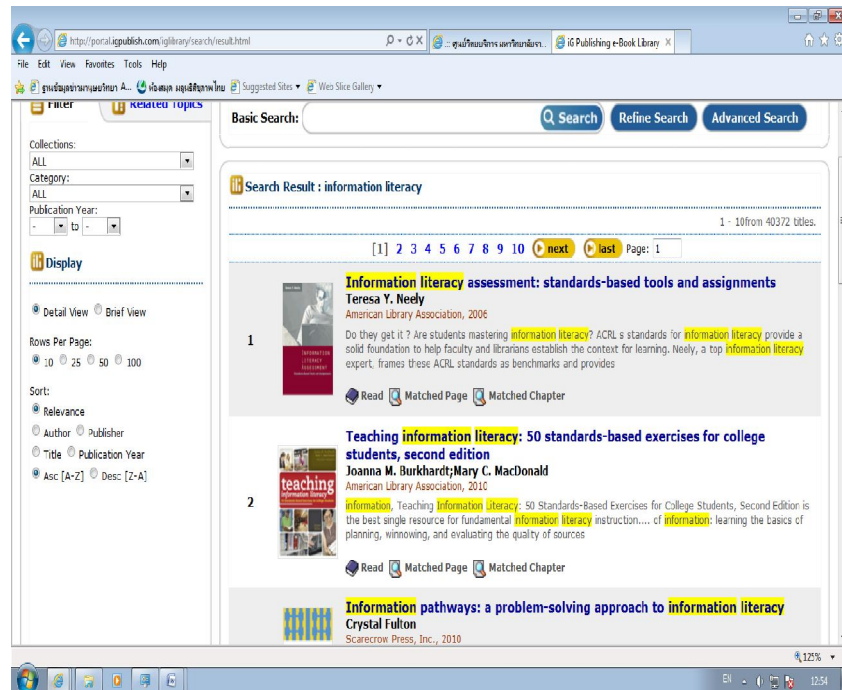 http://portal.igpublish.com/iglibrary/search/result.html
iG Publishing e-Book Library
File Edit View Favorites Tools Help
Suggested Sites Web Slice Gallery
Filter Related Topics
Collections:
ALL
Category:
ALL
Publication Year:
- to -
Display
Detail View Brief View
Rows Per Page:
10 25 50 100
Sort:
Relevance
Author Publisher
Title Publication Year
Asc [A-Z] Desc [Z-A]
Basic Search: Search Refine Search Advanced Search
Search Result : information literacy
1 - 10from 40372 titles.
[1] 2 3 4 5 6 7 8 9 10 next last Page: 1
1
Information literacy assessment: standards-based tools and assignments
Teresa Y. Neely
American Library Association, 2006
Do they get it ? Are students mastering information literacy? ACRL s standards for information literacy provide a
solid foundation to help faculty and librarians establish the context for learning. Neely, a top information literacy
expert, frames these ACRL standards as benchmarks and provides
Read Matched Page Matched Chapter
INFORMATION
LITERACY
ASSESSMENT
2
Teaching information literacy: 50 standards-based exercises for college
students, second edition
Joanna M. Burkhardt;Mary C. MacDonald
American Library Association, 2010
information, Teaching Information Literacy: 50 Standards-Based Exercises for College Students, Second Edition is
the best single resource for fundamental information literacy instruction.... of information: learning the basics of
planning, winnowing, and evaluating the quality of sources
Read Matched Page Matched Chapter
teaching
information literacy
Information pathways: a problem-solving approach to information literacy
Crystal Fulton
Scarecrow Press, Inc., 2010
125%
EN 12:54